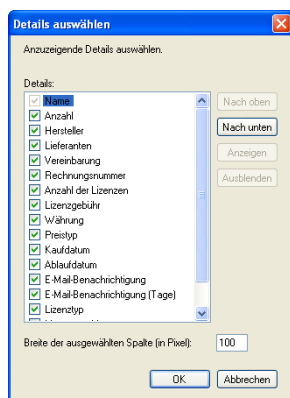 Details auswählen
Anzuzeigende Details auswählen.
Details:
Name
Anzahl
Hersteller
Lieferanten
Vereinbarung
Rechnungsnummer
Anzahl der Lizenzen
Lizenzgebühr
Währung
Preistyp
Kaufdatum
Ablaufdatum
E-Mail-Benachrichtigung
E-Mail-Benachrichtigung (Tage)
Lizenztyp
Nach oben
Nach unten
Anzeigen
Ausblenden
Breite der ausgewählten Spalte (in Pixel):
100
OK
Abbrechen